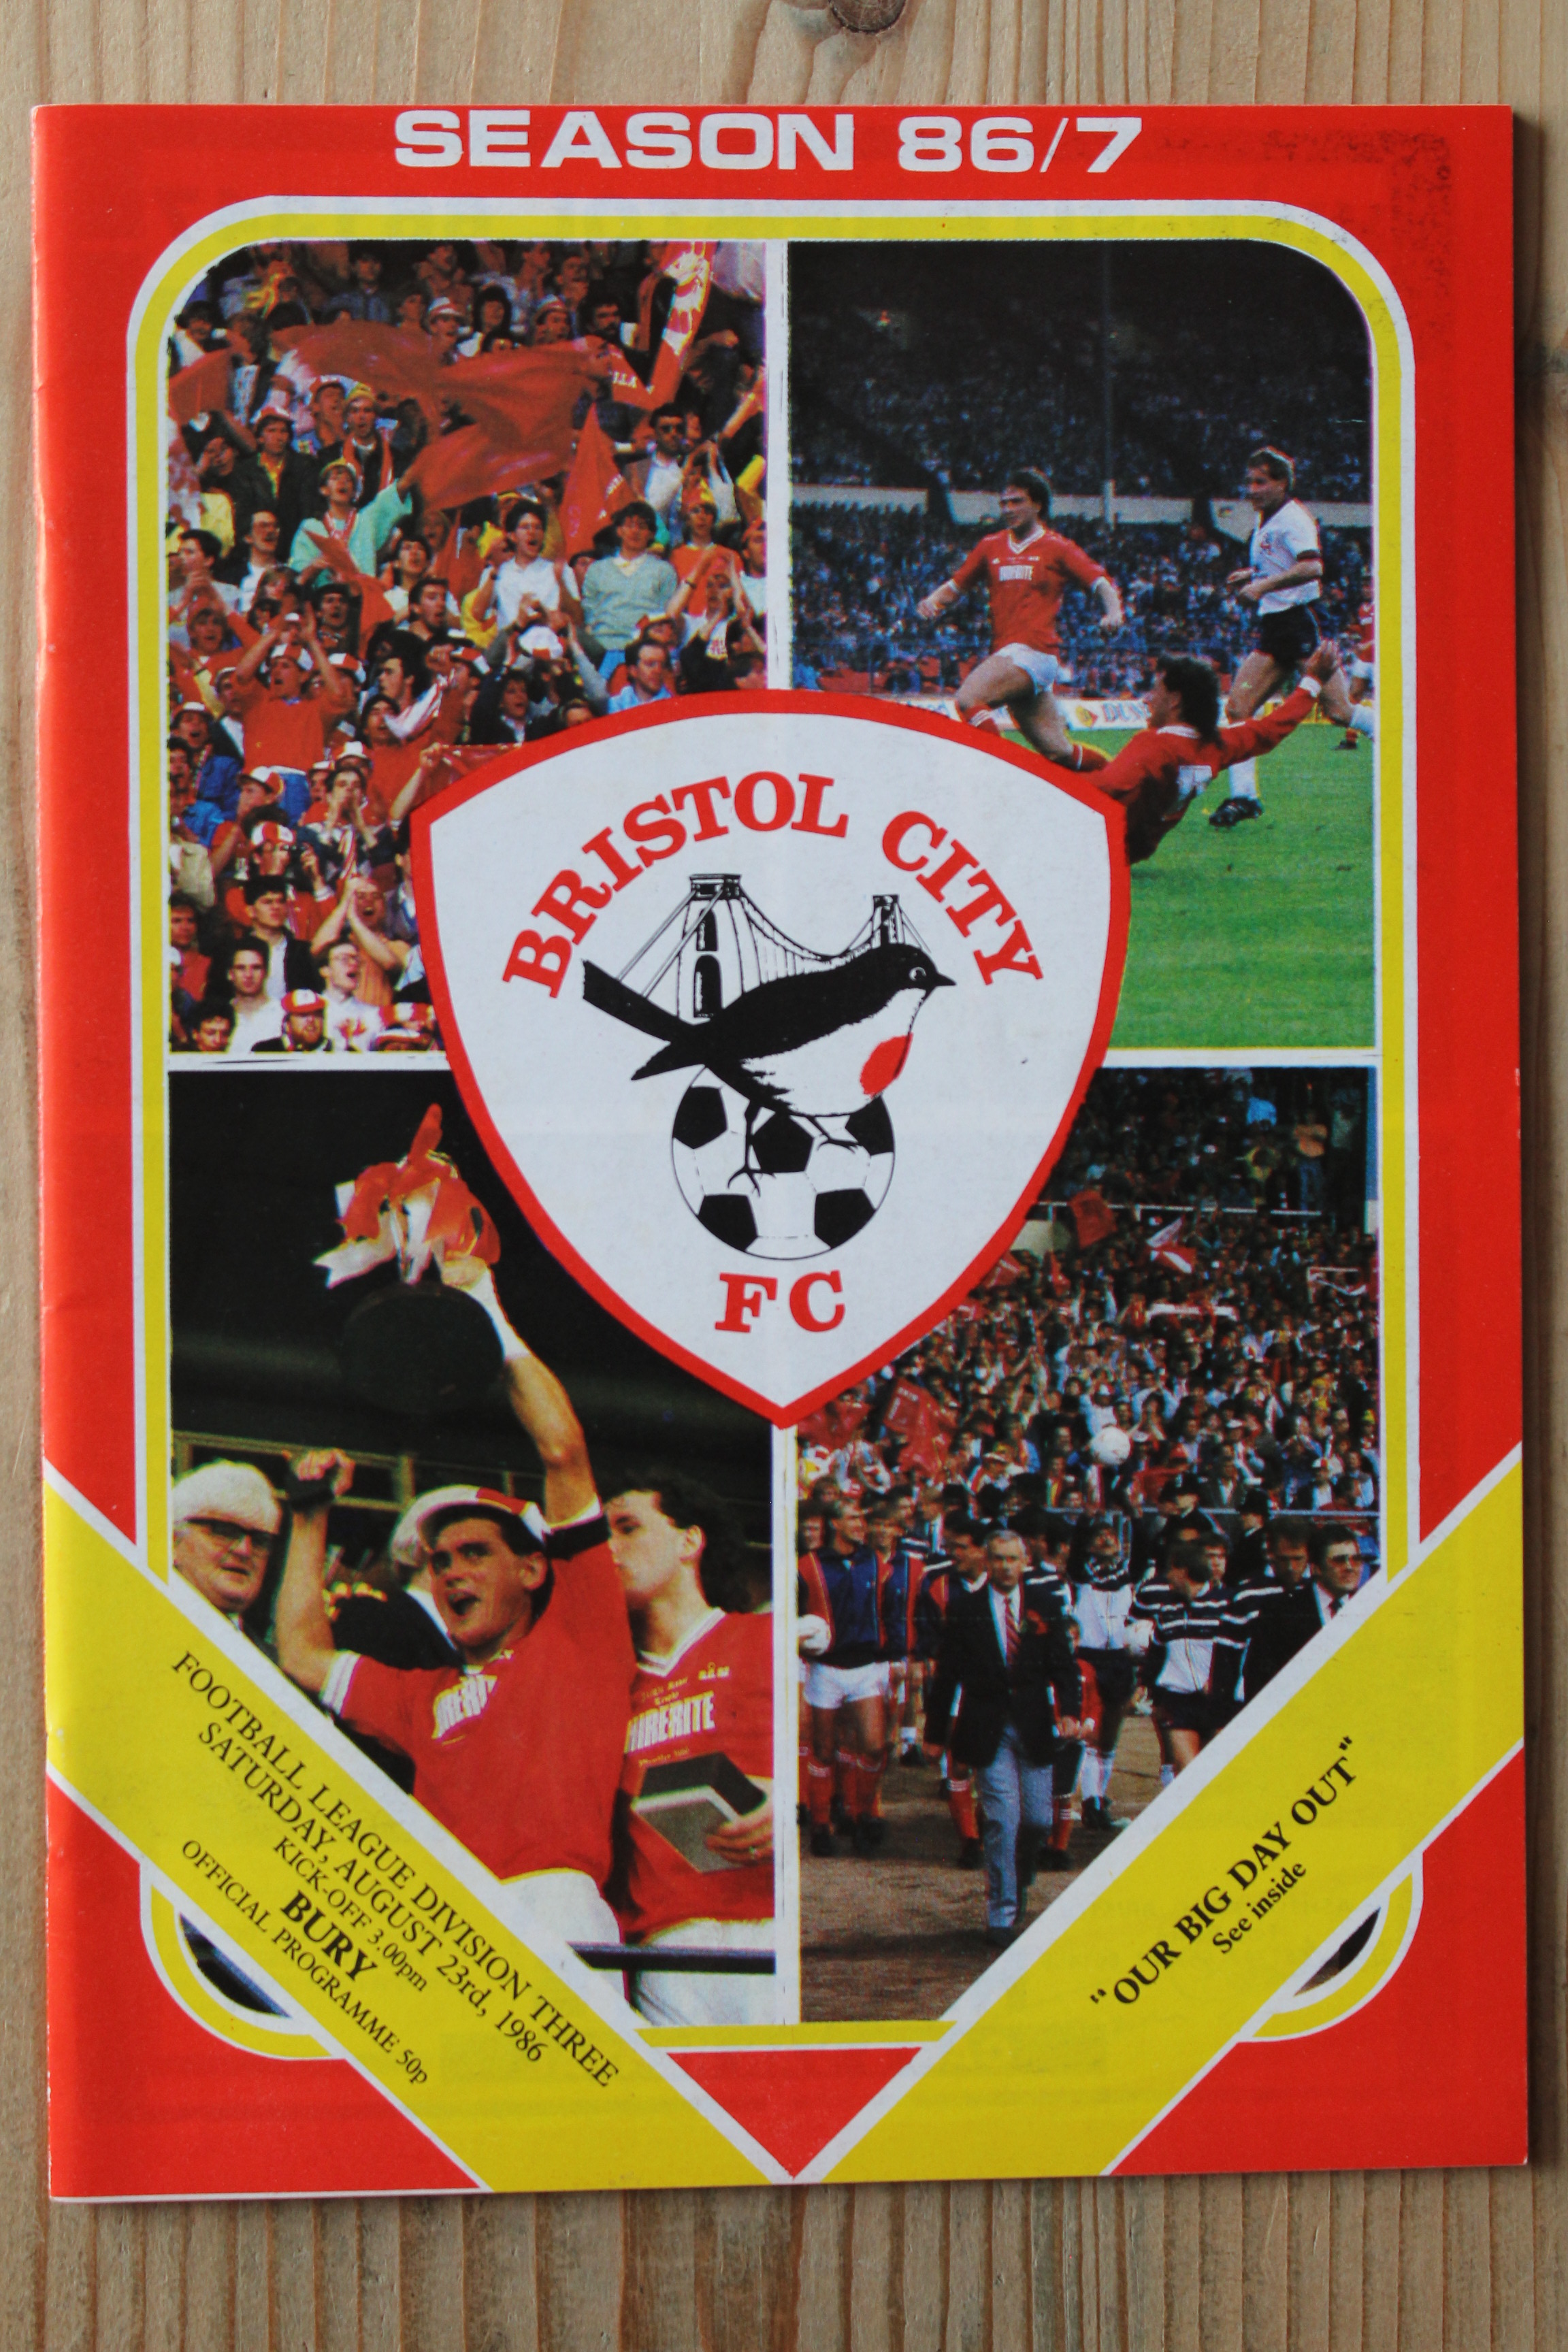 SEASON 86/7
BRISTOL CITY
FC
HIRERITE
FOOTBALL LEAGUE DIVISION THREE
SATURDAY, AUGUST 23rd, 1986
KICK-OFF 3.00pm
BURY
OFFICIAL PROGRAMME 50p
"OUR BIG DAY OUT"
See inside